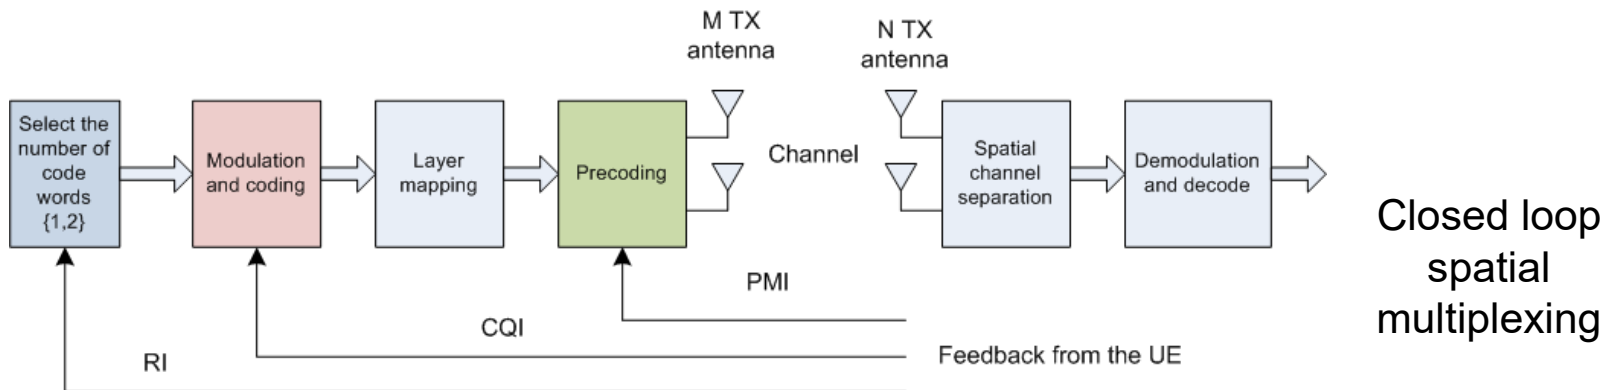 M TX
antenna
N TX
antenna
Select the
number of
code
words
{1,2}
Modulation
and coding
Layer
mapping
Precoding
Channel
Spatial
channel
separation
Demodulation
and decode
Closed loop
spatial
multiplexing
PMI
CQI
RI
Feedback from the UE